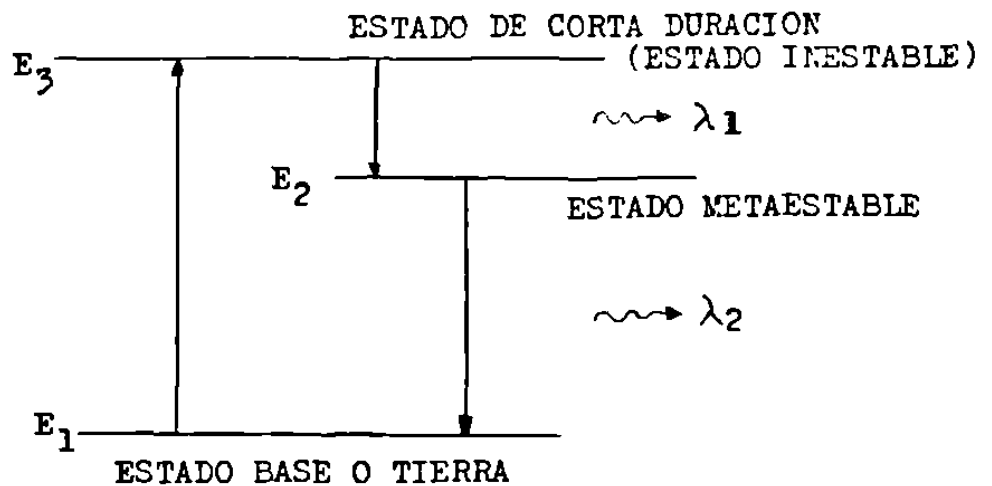 ESTADO DE CORTA DURACION
E3
(ESTADO INESTABLE)
λ1
E2
ESTADO METAESTABLE
λ2
E1
ESTADO BASE O TIERRA